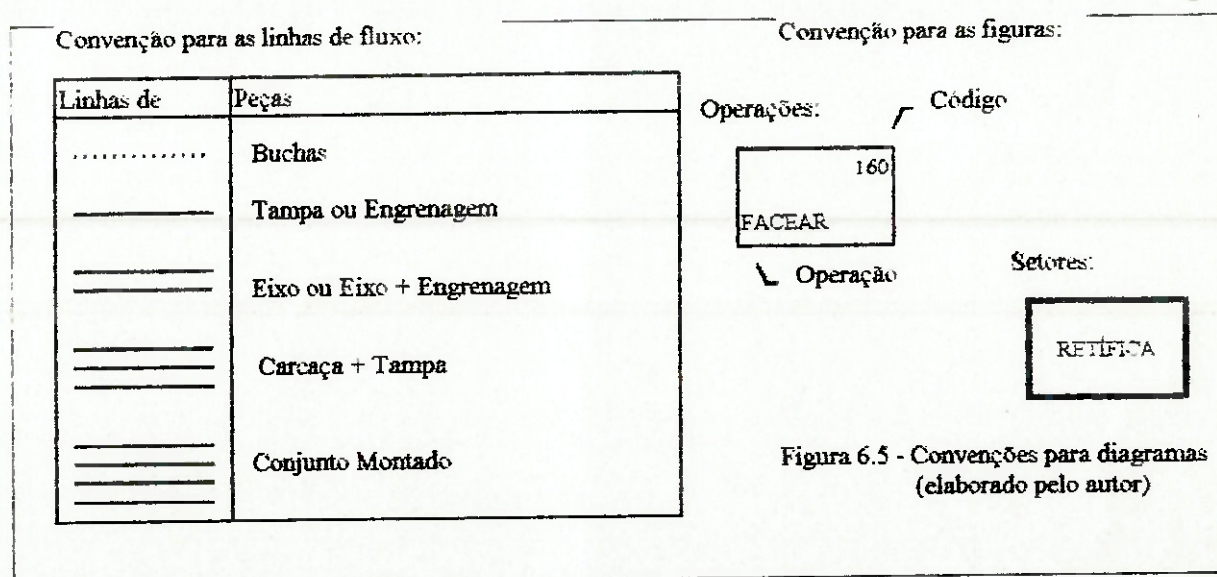 Convenção para as linhas de fluxo:
Linhas de Peças
Buchas
Tampa ou Engrenagem
Eixo ou Eixo + Engrenagem
Carcaça + Tampa
Conjunto Montado
Convenção para as figuras:
Operações:
Código
160
FACEAR
Operação
Setores:
RETÍFICA
Figura 6.5 - Convenções para diagramas
(elaborado pelo autor)